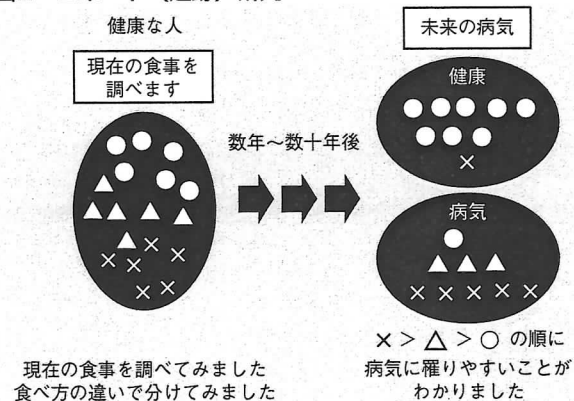 健康な人
現在の食事を
調べます
数年～数十年後
未来の病気
健康
病気
×＞△＞○ の順に
病気に罹りやすいことが
わかりました
現在の食事を調べてみました
食べ方の違いで分けてみました